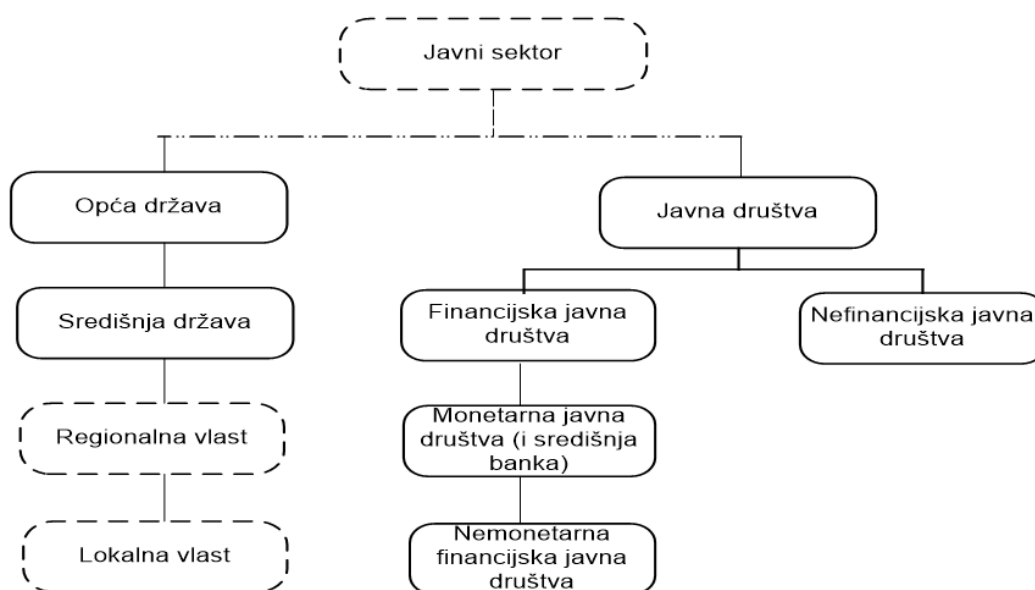 Javni sektor
Opća država
Javna društva
Središnja država
Financijska javna
društva
Nefinancijska javna
društva
Regionalna vlast
Monetarna javna
društva (i središnja
banka)
Lokalna vlast
Nemonetarna
financijska javna
društva